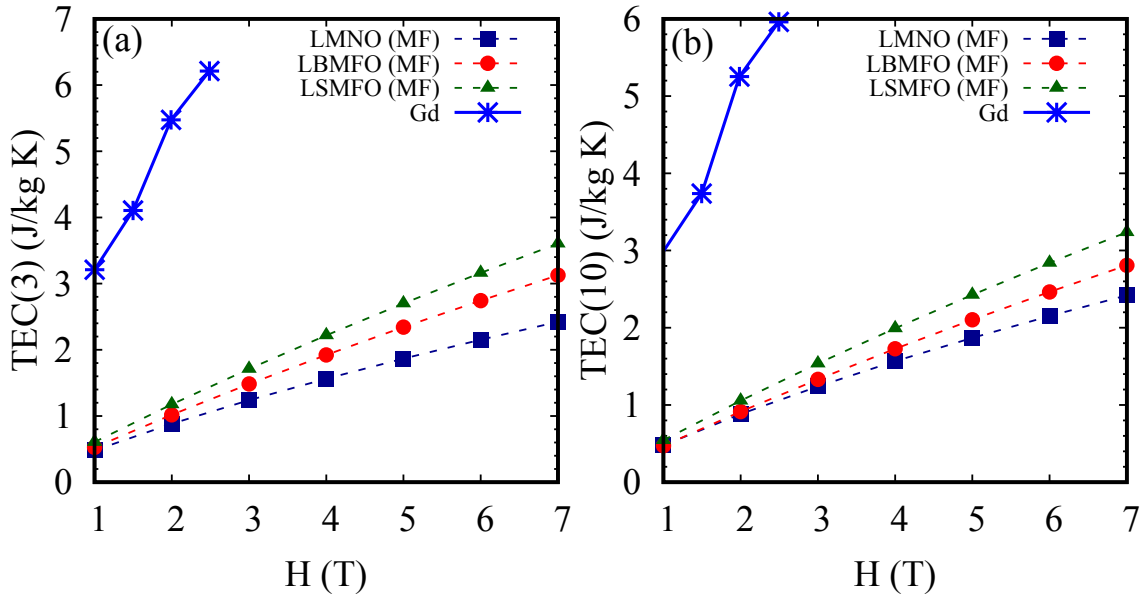 (a)
LMNO (MF)
LBMFO (MF)
LSMFO (MF)
Gd
TEC(3) (J/kg K)
7
6
5
4
3
2
1
0
1 2 3 4 5 6 7
H (T)
(b)
LMNO (MF)
LBMFO (MF)
LSMFO (MF)
Gd
TEC(10) (J/kg K)
6
5
4
3
2
1
0
1 2 3 4 5 6 7
H (T)